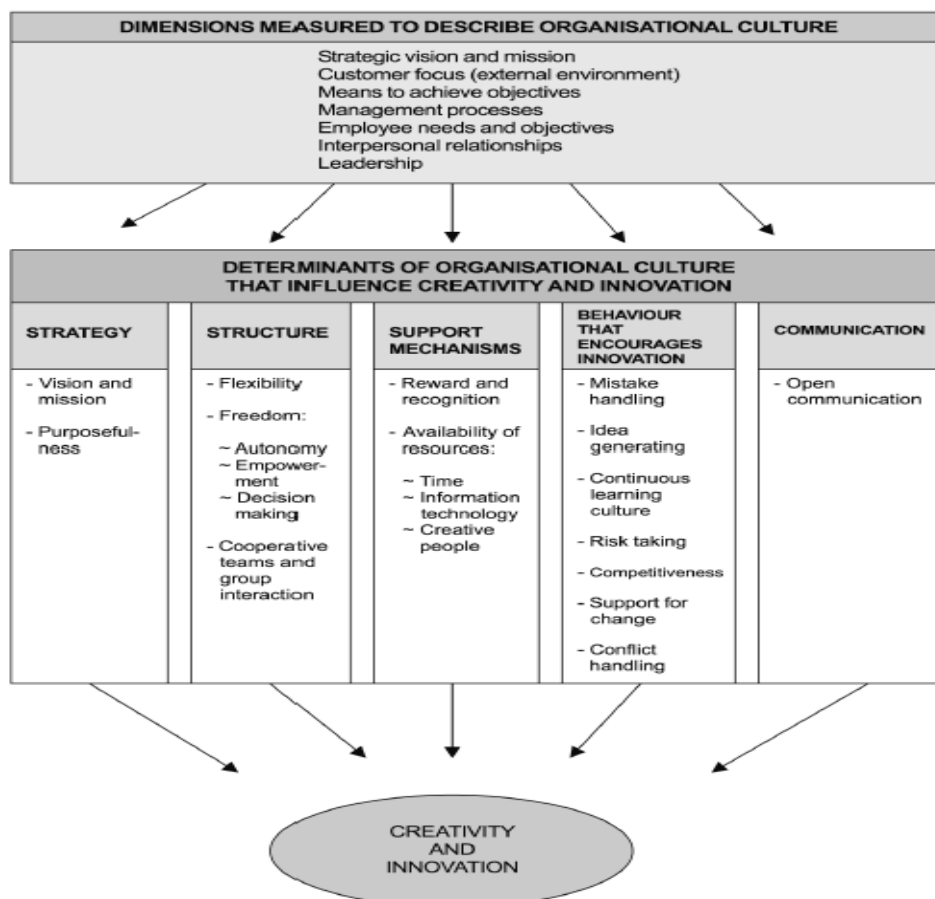 DIMENSIONS MEASURED TO DESCRIBE ORGANISATIONAL CULTURE
Strategic vision and mission
Customer focus (external environment)
Means to achieve objectives
Management processes
Employee needs and objectives
Interpersonal relationships
Leadership
DETERMINANTS OF ORGANISATIONAL CULTURE
THAT INFLUENCE CREATIVITY AND INNOVATION
STRATEGY
- Vision and
mission
- Purposeful-
ness
STRUCTURE
- Flexibility
- Freedom:
~ Autonomy
~ Empower-
ment
~ Decision
making
- Cooperative
teams and
group
interaction
SUPPORT
MECHANISMS
- Reward and
recognition
- Availability of
resources:
~ Time
~ Information
technology
~ Creative
people
BEHAVIOUR
THAT
ENCOURAGES
INNOVATION
- Mistake
handling
- Idea
generating
- Continuous
learning
culture
- Risk taking
- Competitiveness
- Support for
change
- Conflict
handling
COMMUNICATION
- Open
communication
CREATIVITY
AND
INNOVATION